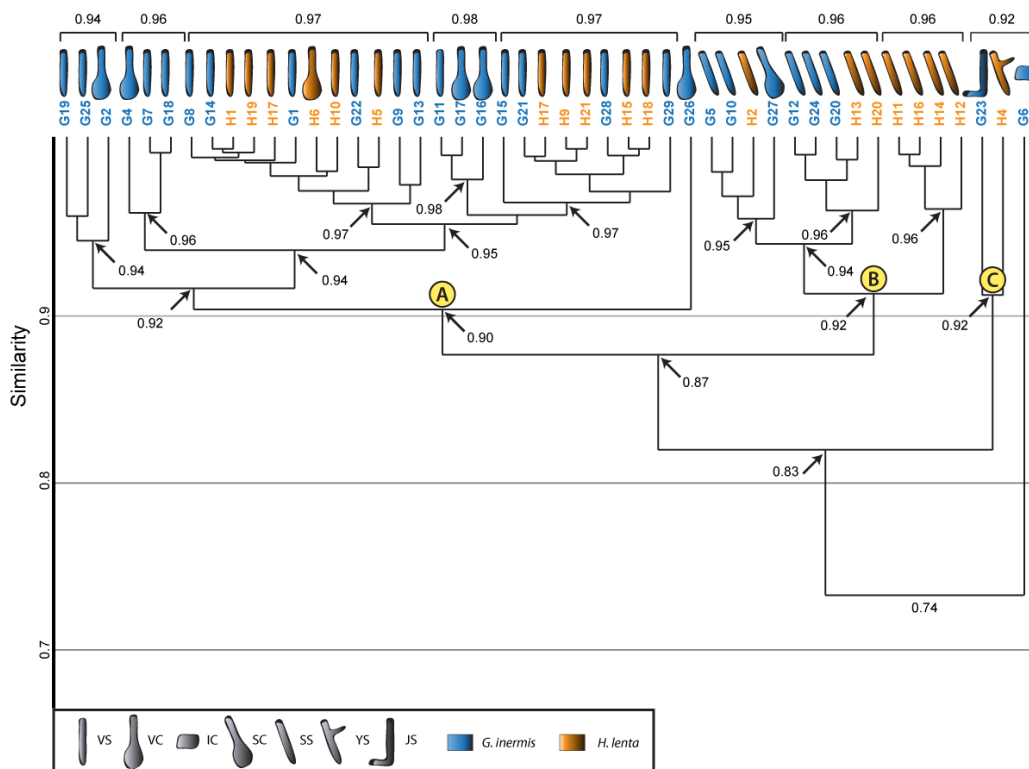 0.94 0.96 0.97 0.98 0.97 0.95 0.96 0.96 0.92
G19 G25 G2 G4 G7 G18 G8 G14 H1 H19 H17 G1 H6 H10 G22 H5 G9 G13 G11 G17 G16 G15 G21 H17 H9 H21 G28 H15 H18 G29 G26 G5 G10 H2 G27 G12 G24 G20 H13 H20 H11 H16 H14 H12 G23 H4 G6
0.98
0.96 0.97 0.97 0.95 0.96 0.96
0.94 0.94 0.95 0.94
A B C
0.92 0.92 0.92
0.9
0.90
Similarity
0.87
0.83
0.8
0.74
0.7
VS VC IC SC SS YS JS G. inermis H. lenta